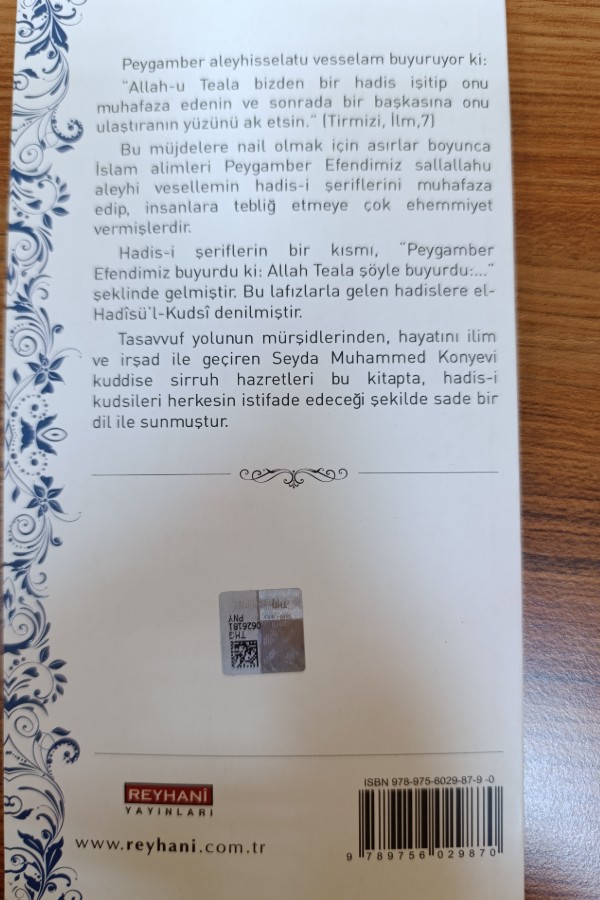 Peygamber aleyhisselatu vesselam buyuruyor ki:
"Allah-u Teala bizden bir hadis işitip onu
muhafaza edenin ve sonrada bir başkasına onu
ulaştıranın yüzünü ak etsin." (Tirmizi, İlm,7)
Bu müjdelere nail olmak için asırlar boyunca
İslam alimleri Peygamber Efendimiz sallallahu
aleyhi vesellemin hadis-i şeriflerini muhafaza
edip, insanlara tebliğ etmeye çok ehemmiyet
vermişlerdir.
Hadis-i şeriflerin bir kısmı, "Peygamber
Efendimiz buyurdu ki: Allah Teala şöyle buyurdu:..."
şeklinde gelmiştir. Bu lafızlarla gelen hadislere el-
Hadîsü'l-Kudsî denilmiştir.
Tasavvuf yolunun mürşidlerinden, hayatını ilim
ve irşad ile geçiren Seyda Muhammed Konyevi
kuddise sirruh hazretleri bu kitapta, hadis-i
kudsileri herkesin istifade edeceği şekilde sade bir
dil ile sunmuştur.
THG
0626181
PNY
REYHANİ
YAYINLARI
www.reyhani.com.tr
ISBN 978-975-6029-87-9 -0
9 789756 029870